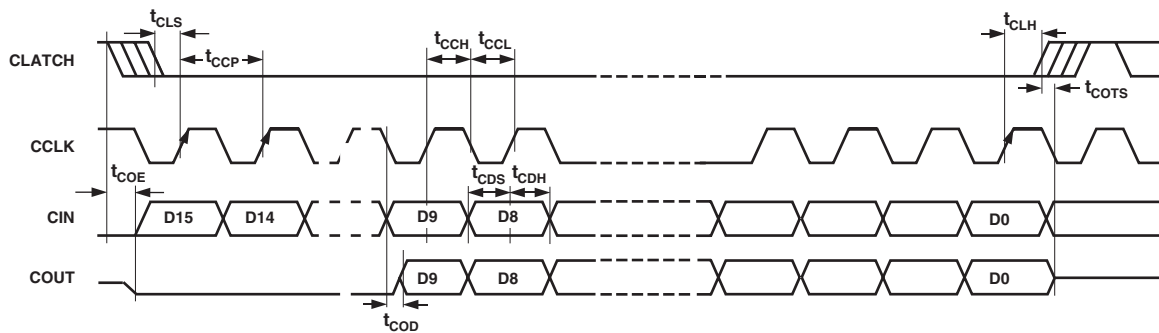 tCLS
tCCH
tCCL
tCLH
CLATCH
tCCP
tCOTS
CCLK
tCOE
tCDS
tCDH
CIN
D15
D14
D9
D8
D0
COUT
D9
D8
D0
tCOD